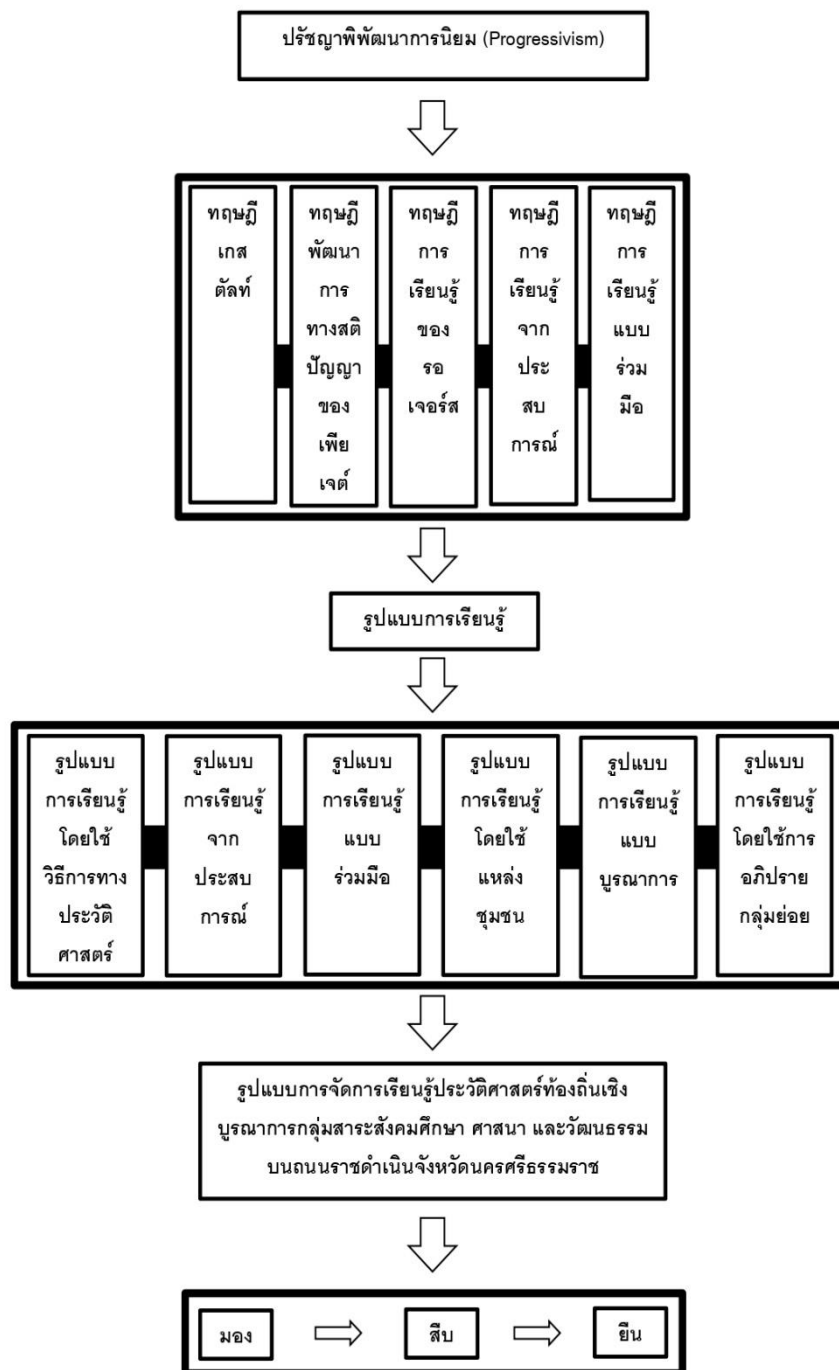 ปรัชญาพิพัฒนาการนิยม (Progressivism)
ทฤษฎี
เกส
ตัลท์
ทฤษฎี
พัฒนา
การ
ทางสติ
ปัญญา
ของ
เพีย
เจต์
ทฤษฎี
การ
เรียนรู้
ของ
รอ
เจอร์ส
ทฤษฎี
การ
เรียนรู้
จาก
ประ
สบ
การณ์
ทฤษฎี
การ
เรียนรู้
แบบ
ร่วม
มือ
รูปแบบการเรียนรู้
รูปแบบ
การเรียนรู้
โดยใช้
วิธีการทาง
ประวัติ
ศาสตร์
รูปแบบ
การเรียนรู้
จาก
ประสบ
การณ์
รูปแบบ
การเรียนรู้
แบบ
ร่วมมือ
รูปแบบ
การเรียนรู้
โดยใช้
แหล่ง
ชุมชน
รูปแบบ
การเรียนรู้
แบบ
บูรณาการ
รูปแบบ
การเรียนรู้
โดยใช้การ
อภิปราย
กลุ่มย่อย
รูปแบบการจัดการเรียนรู้ประวัติศาสตร์ท้องถิ่นเชิง
บูรณาการกลุ่มสาระสังคมศึกษา ศาสนา และวัฒนธรรม
บนถนนราชดำเนินจังหวัดนครศรีธรรมราช
มอง
สืบ
ยืน